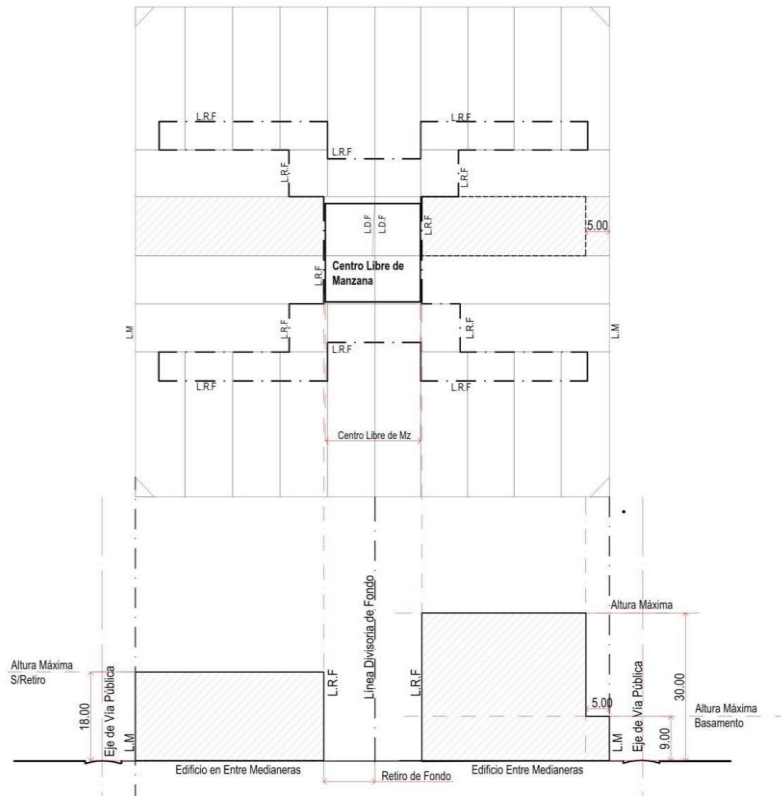 L.R.F
L.R.F
L.R.F
L.R.F
L.R.F
L.D.F
L.D.F
L.R.F
5.00
Centro Libre de
Manzana
L.R.F
L.M
L.R.F
L.R.F
L.M
L.R.F
L.R.F
L.R.F
Centro Libre de Mz
Línea Divisoria de Fondo
Altura Máxima
Altura Máxima
S/Retiro
18.00
Eje de Vía Pública
L.M
L.R.F
L.R.F
5.00
30.00
Eje de Vía Pública
Altura Máxima
Basamento
9.00
L.M
Edificio en Entre Medianeras
Retiro de Fondo
Edificio Entre Medianeras